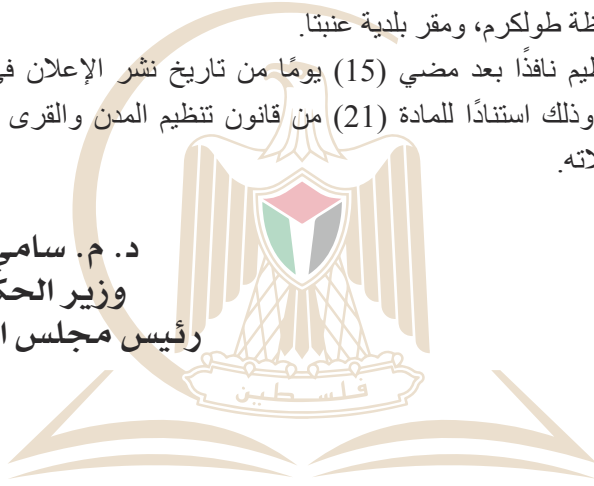 ظة طولكرم، ومقر بلدية عنبتا.
ظيم نافذًا بعد مضي (15) يومًا من تاريخ نشر الإعلان في
وذلك استنادًا للمادة (21) من قانون تنظيم المدن والقرى
لاته.
د. م. سامي
وزير الحك
رئيس مجلس ا
فلسطين